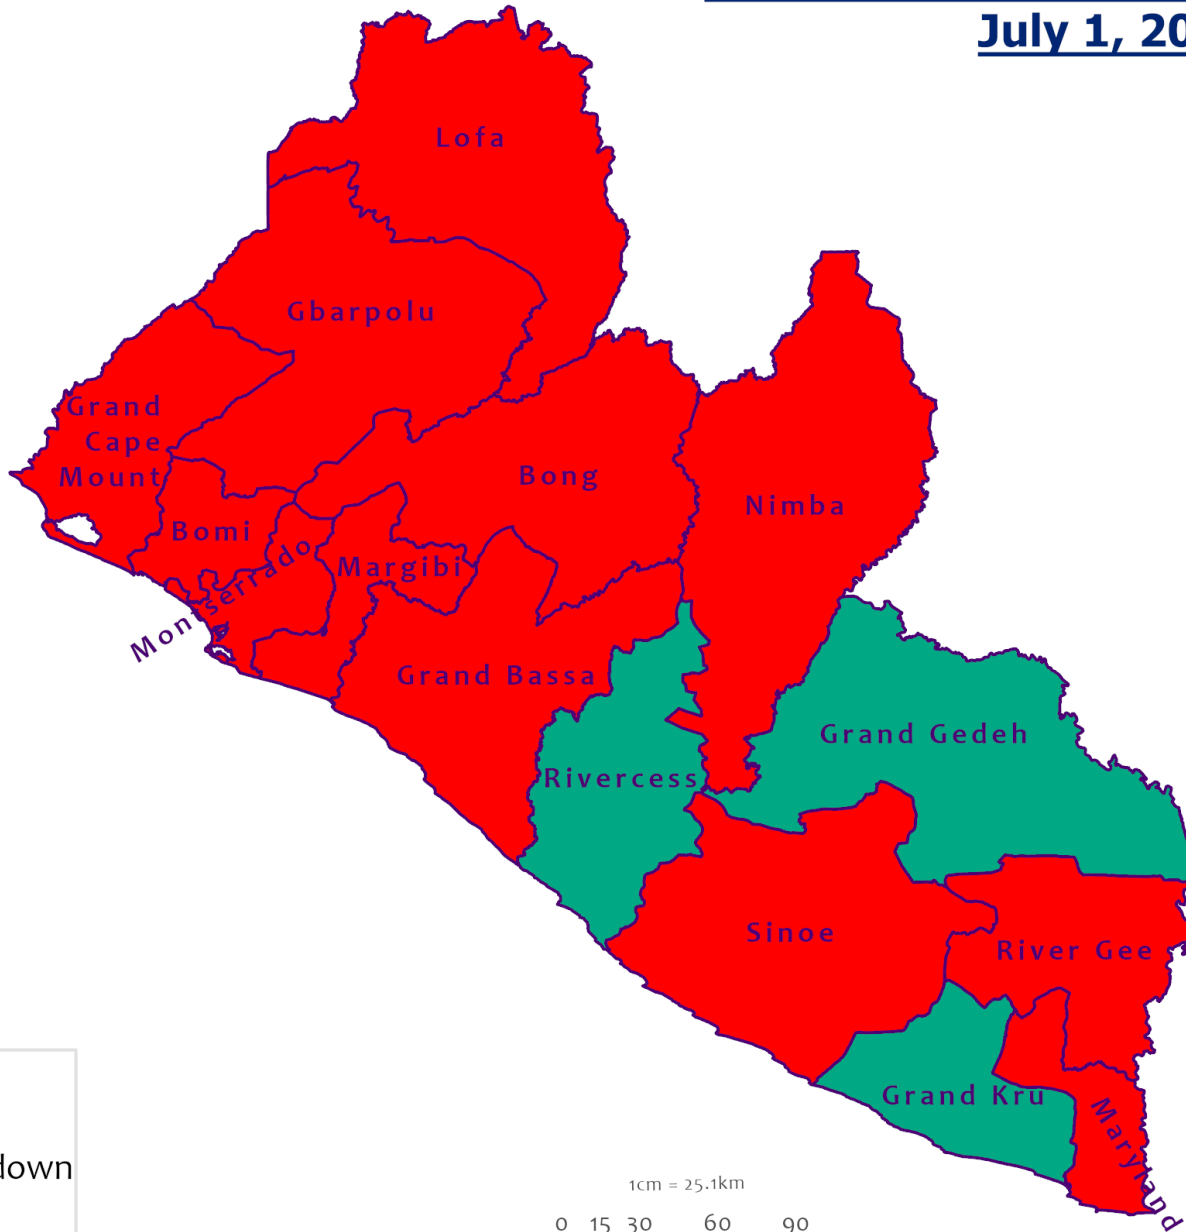 July 1, 20
Lofa
Gbarpolu
Grand
Cape
Mount
Bong
Nimba
Bomi
Montserrado
Margibi
Grand Bassa
Grand Gedeh
Rivercess
Sinoe
River Gee
Grand Kru
Maryland
down
1cm = 25.1km
0 15 30 60 90